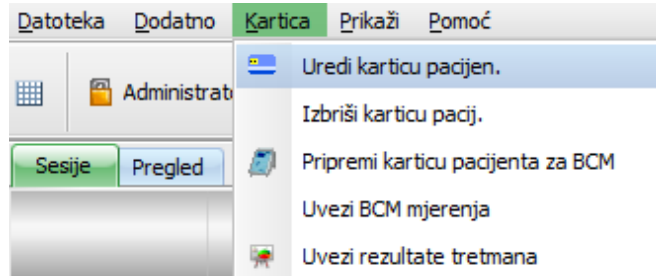 Datoteka Dodatno Kartica Prikaži Pomoć
Uredi karticu pacijen.
Administrat
Izbriši karticu pacij.
Sesije Pregled
Pripremi karticu pacijenta za BCM
Uvezi BCM mjerenja
Uvezi rezultate tretmana